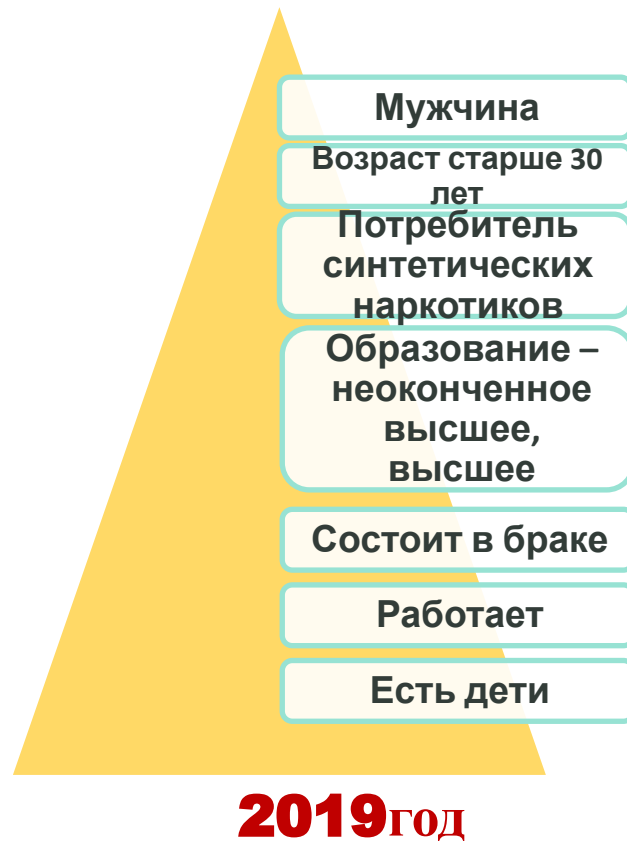 Мужчина
Возраст старше 30
лет
Потребитель
синтетических
наркотиков
Образование –
неоконченное
высшее,
высшее
Состоит в браке
Работает
Есть дети
2019год